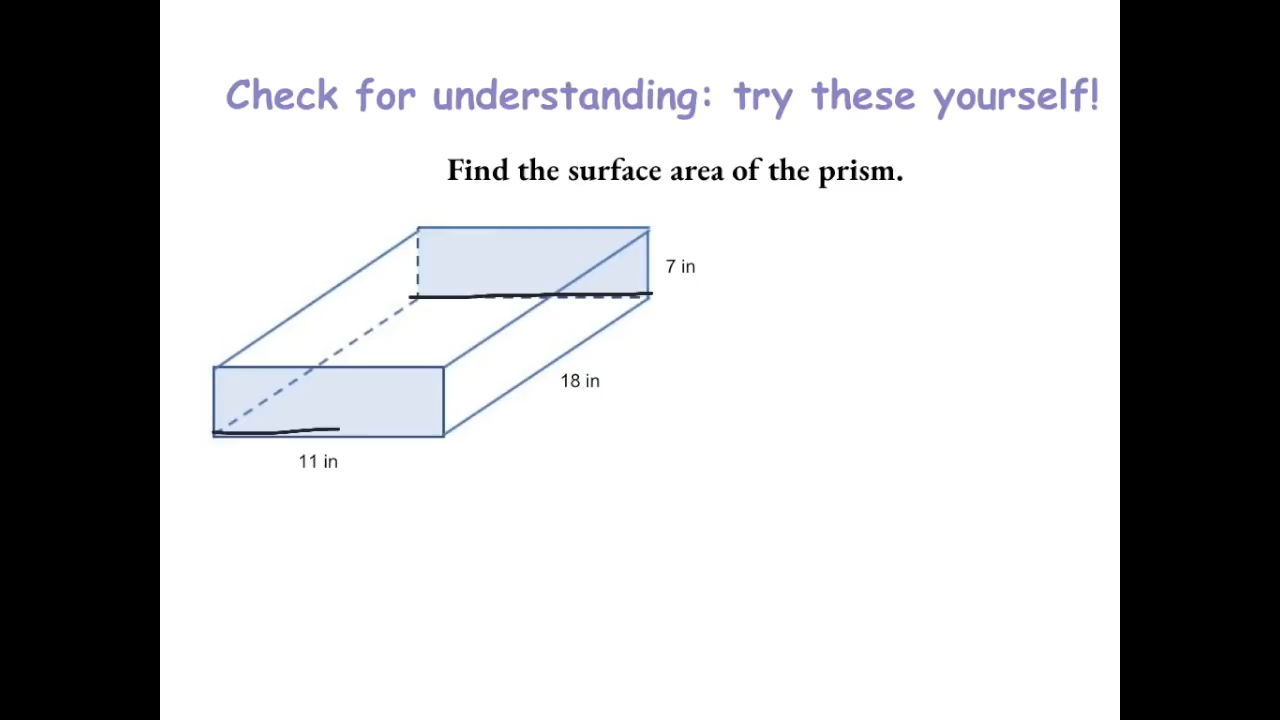 Check for understanding: try these yourself!
Find the surface area of the prism.
7 in
18 in
11 in